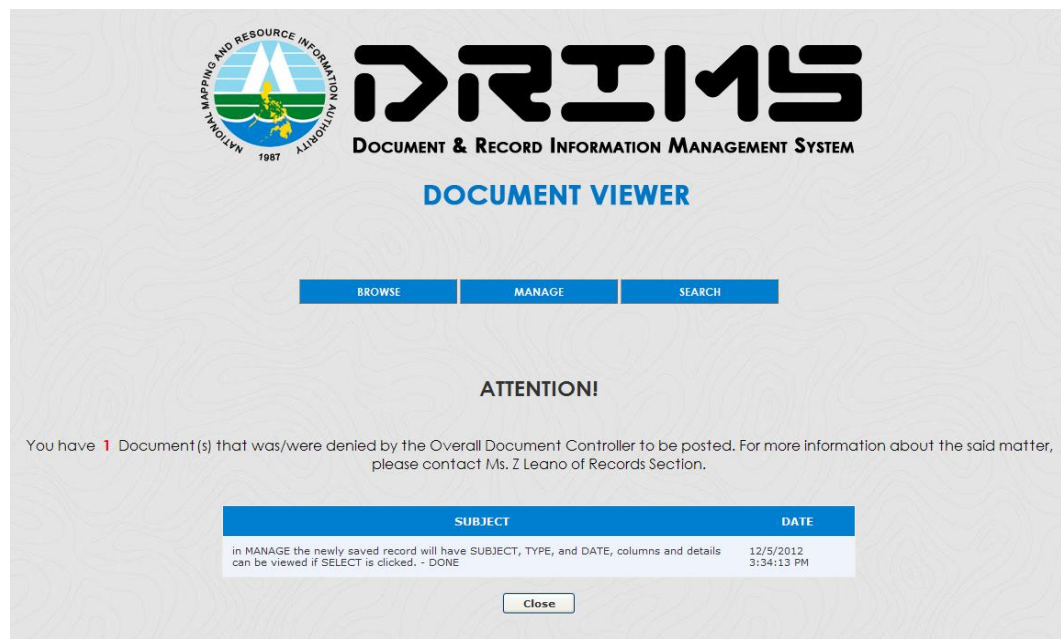 NATIONAL MAPPING AND RESOURCE INFORMATION AUTHORITY
1987
DRIMS
DOCUMENT & RECORD INFORMATION MANAGEMENT SYSTEM
DOCUMENT VIEWER
BROWSE MANAGE SEARCH
ATTENTION!
You have 1 Document(s) that was/were denied by the Overall Document Controller to be posted. For more information about the said matter,
please contact Ms. Z Leano of Records Section.
SUBJECT DATE
in MANAGE the newly saved record will have SUBJECT, TYPE, and DATE, columns and details 12/5/2012
can be viewed if SELECT is clicked. - DONE 3:34:13 PM
Close